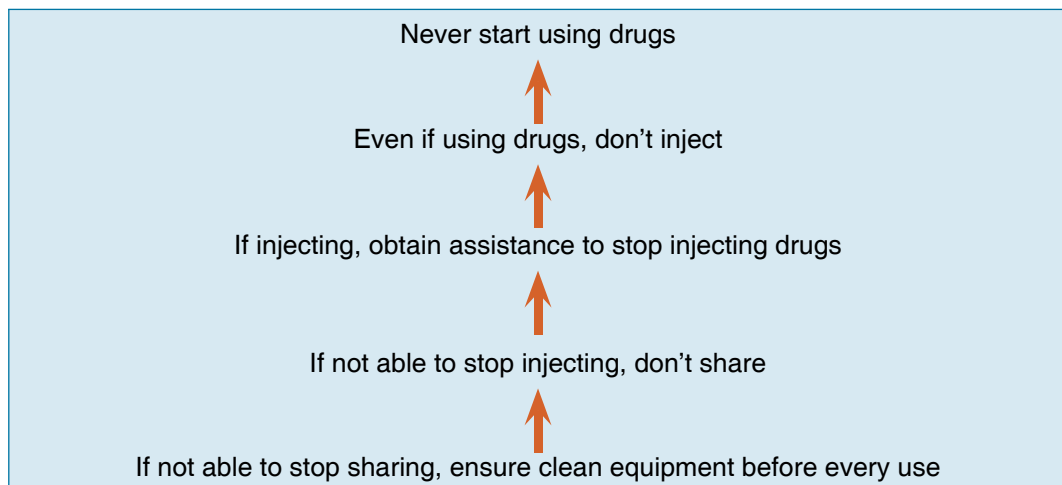 Never start using drugs
Even if using drugs, don't inject
If injecting, obtain assistance to stop injecting drugs
If not able to stop injecting, don't share
If not able to stop sharing, ensure clean equipment before every use